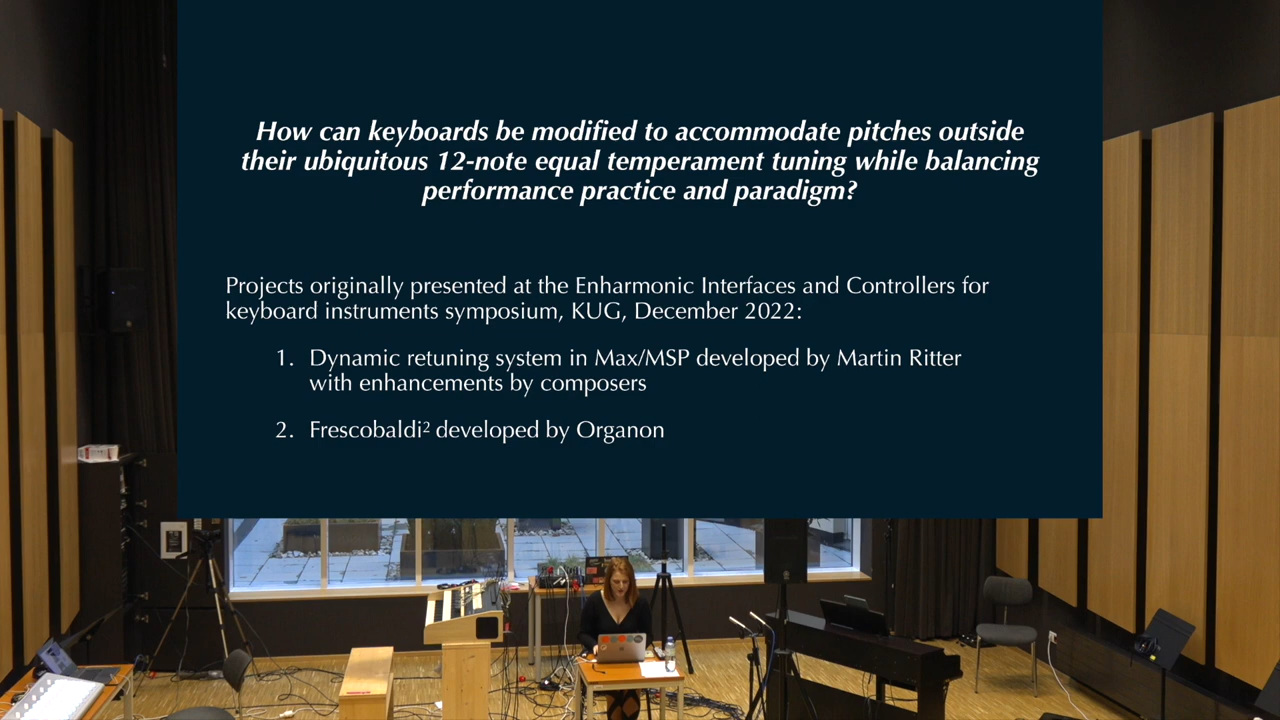 How can keyboards be modified to accommodate pitches outside
their ubiquitous 12-note equal temperament tuning while balancing
performance practice and paradigm?
Projects originally presented at the Enharmonic Interfaces and Controllers for
keyboard instruments symposium, KUG, December 2022:
1. Dynamic retuning system in Max/MSP developed by Martin Ritter
with enhancements by composers
2. Frescobaldi² developed by Organon